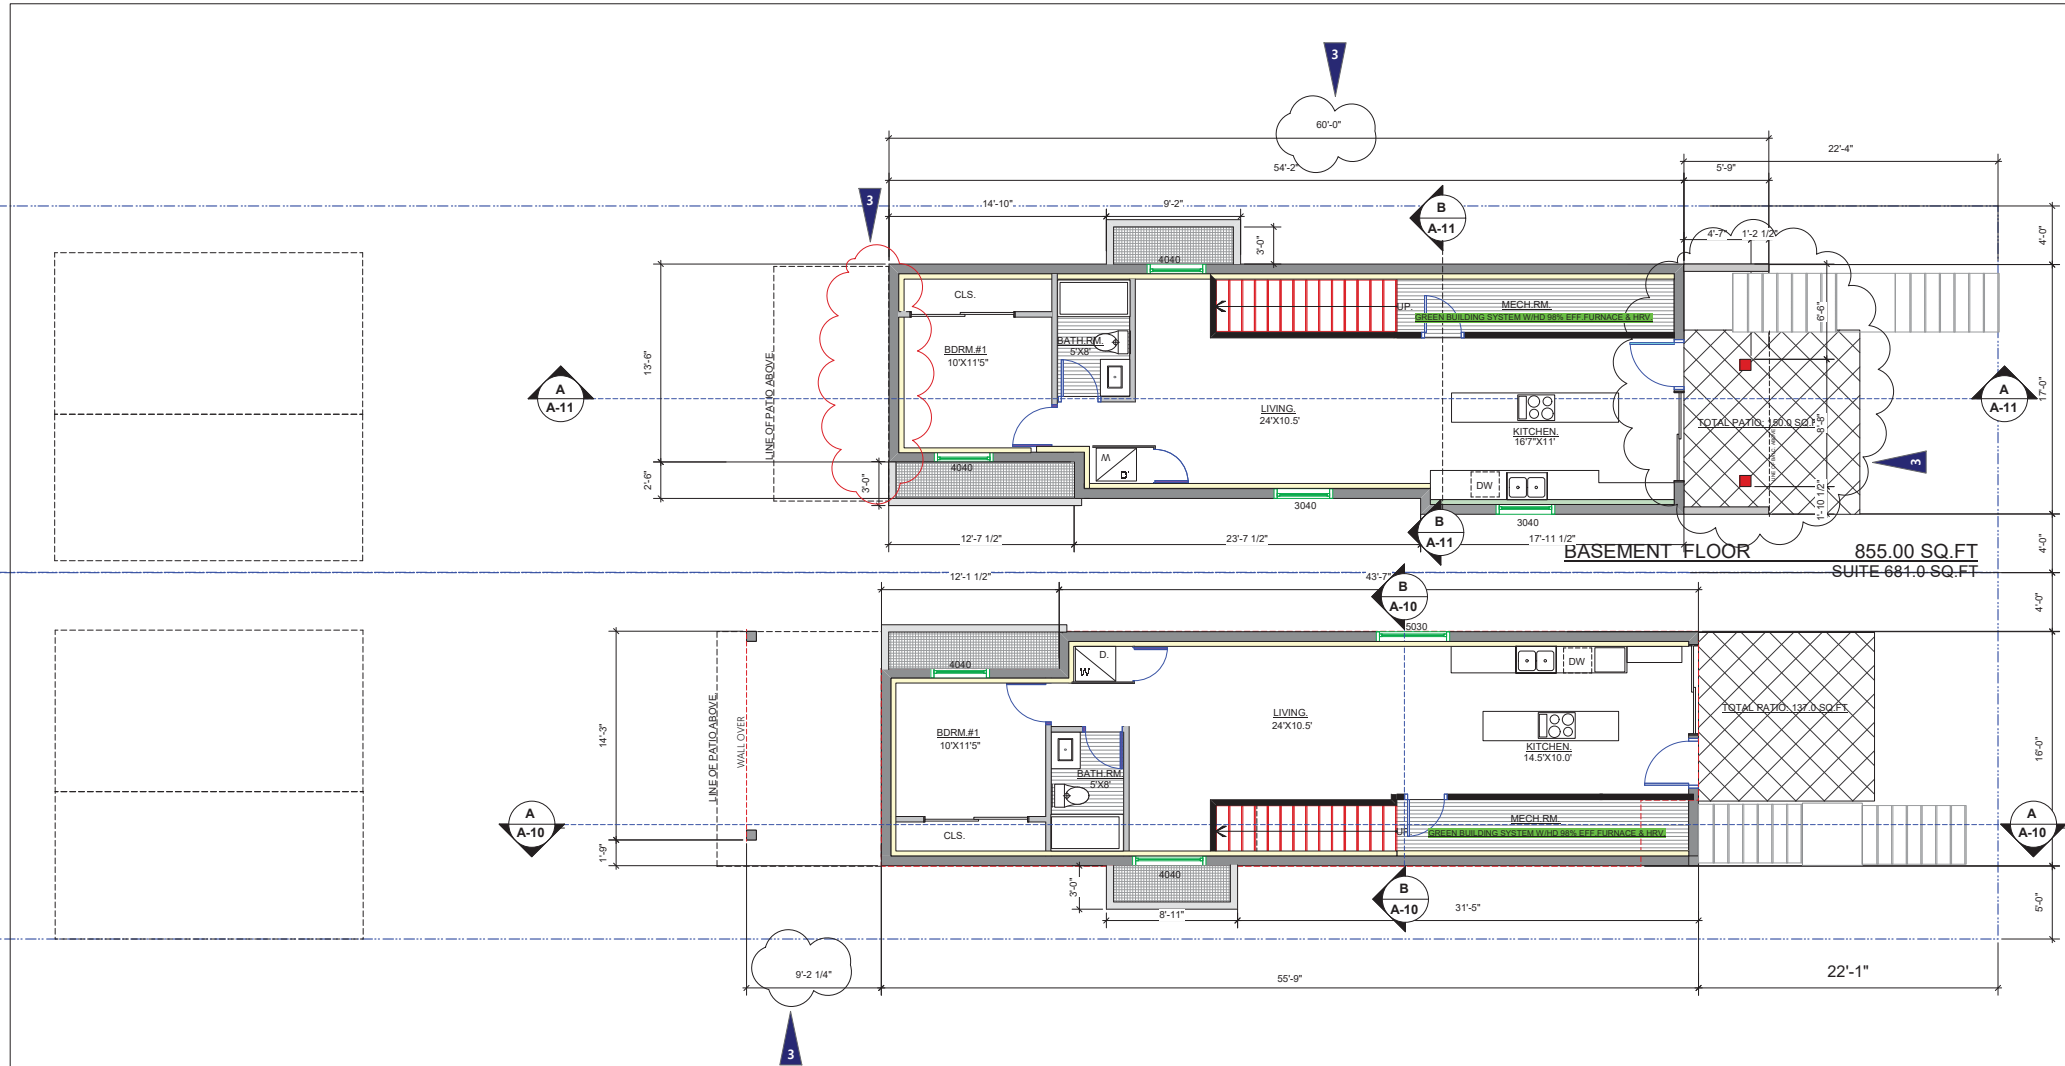 3
60'-0"
54'-2"
22'-4"
5'-9"
3
14'-10"
9'-2"
B
A-11
4'-7"
1'-2 1/2"
4'-0"
3'-0"
4040
CLS.
UP.
MECH.RM.
GREEN BUILDING SYSTEM W/HD 98% EFF.FURNACE & HRV.
6'-6"
BATH.RM.
5'X8'
BDRM.#1
10'X11'5"
13'-6"
LINE OF PATIO ABOVE
A
A-11
A
A-11
17'-0"
LIVING.
24'X10.5'
KITCHEN.
16'7"X11'
TOTAL PATIO: 150.0 SQ.F
8'-8"
W
D.
4040
3
2'-6"
3'-0"
DW
1'-10 1/2"
3040
3040
B
A-11
12'-7 1/2"
23'-7 1/2"
17'-11 1/2"
4'-0"
BASEMENT FLOOR 855.00 SQ.FT
SUITE 681.0 SQ.FT
12'-1 1/2"
43'-7"
B
A-10
4'-0"
5030
4040
D.
W
DW
LINE OF PATIO ABOVE
WALL OVER
14'-3"
BDRM.#1
10'X11'5"
LIVING.
24'X10.5'
KITCHEN.
14.5'X10.0'
TOTAL PATIO: 137.0 SQ.FT
16'-0"
BATH.RM.
5'X8'
A
A-10
CLS.
UP.
MECH.RM.
GREEN BUILDING SYSTEM W/HD 98% EFF.FURNACE & HRV.
A
A-10
1'-9"
4040
3'-0"
8'-11"
B
A-10
31'-5"
5'-0"
9'-2 1/4"
55'-9"
22'-1"
3